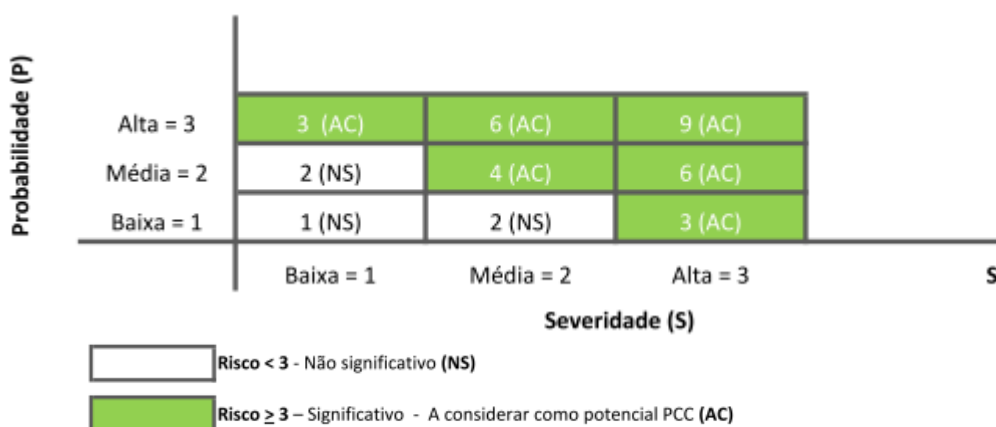 Probabilidade (P)
Alta = 3 3 (AC) 6 (AC) 9 (AC)
Média = 2 2 (NS) 4 (AC) 6 (AC)
Baixa = 1 1 (NS) 2 (NS) 3 (AC)
Baixa = 1 Média = 2 Alta = 3 S
Severidade (S)
Risco < 3 - Não significativo (NS)
Risco ≥ 3 – Significativo - A considerar como potencial PCC (AC)